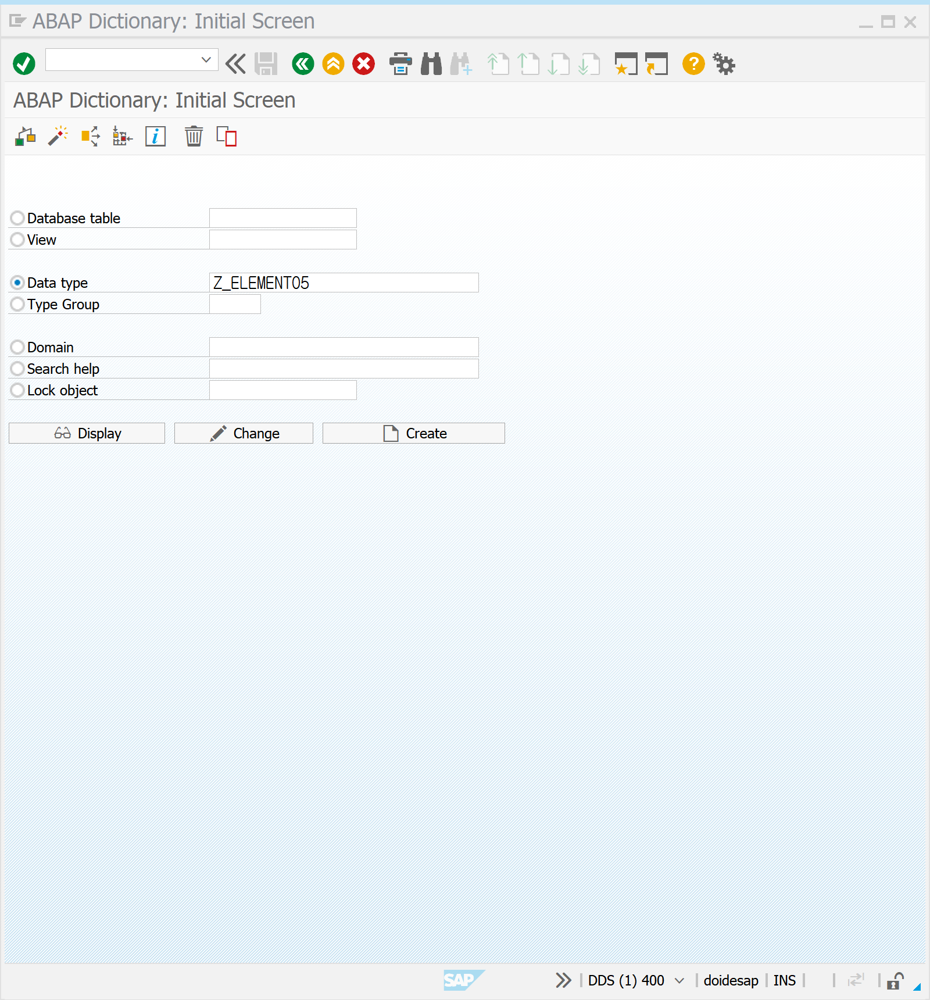 ABAP Dictionary: Initial Screen
ABAP Dictionary: Initial Screen
Database table
View
Data type Z_ELEMENT05
Type Group
Domain
Search help
Lock object
Display Change Create
SAP DDS (1) 400 doidesap INS